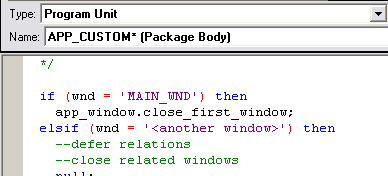 Type: Program Unit
Name: APP_CUSTOM* (Package Body)
*/
if (wnd = 'MAIN_WND') then
app_window.close_first_window;
elsif (wnd = '<another window>') then
--defer relations
--close related windows
null;